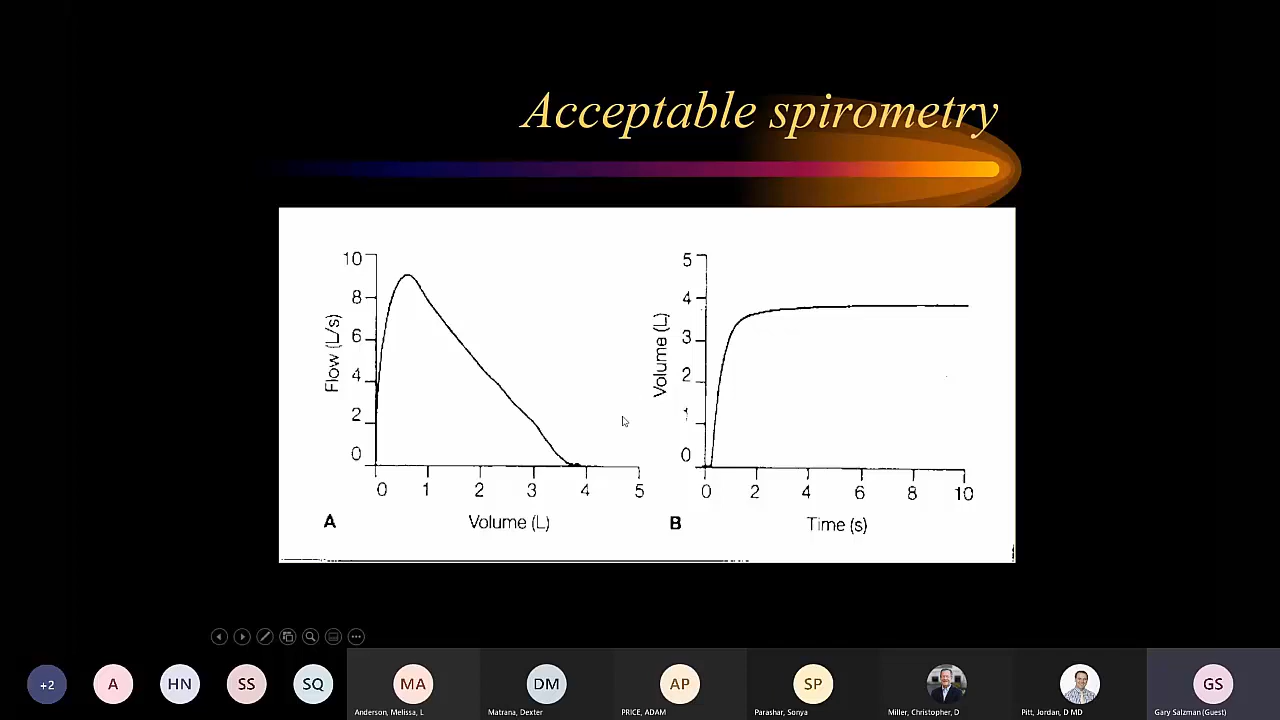 Acceptable spirometry
10
8
6
4
2
0
Flow (L/s)
0 1 2 3 4 5
A
Volume (L)
5
4
3
2
1
0
Volume (L)
0 2 4 6 8 10
B
Time (s)
+2
A
HN
SS
SQ
MA
DM
AP
SP
GS
Anderson, Melissa, L
Matrana, Dexter
PRICE, ADAM
Parashar, Sonya
Miller, Christopher, D
Pitt, Jordan, D MD
Gary Salzman (Guest)